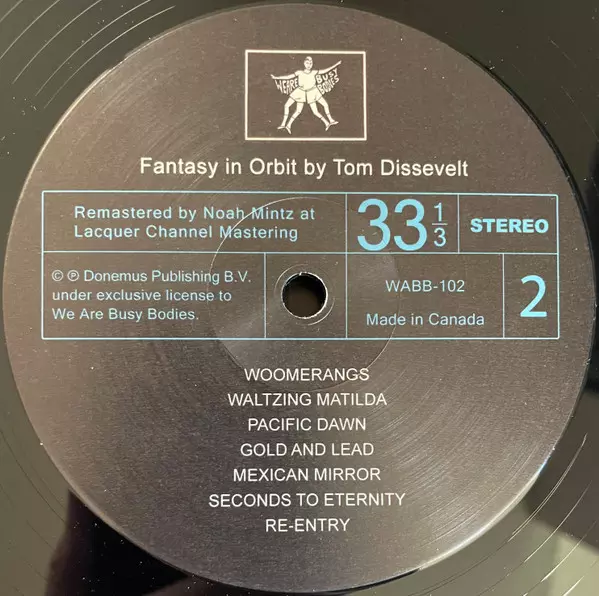 WE ARE BUSY BODIES
Fantasy in Orbit by Tom Dissevelt
Remastered by Noah Mintz at
Lacquer Channel Mastering
33 1/3
STEREO
© ℗ Donemus Publishing B.V.
under exclusive license to
We Are Busy Bodies.
WABB-102
Made in Canada
2
WOOMERANGS
WALTZING MATILDA
PACIFIC DAWN
GOLD AND LEAD
MEXICAN MIRROR
SECONDS TO ETERNITY
RE-ENTRY